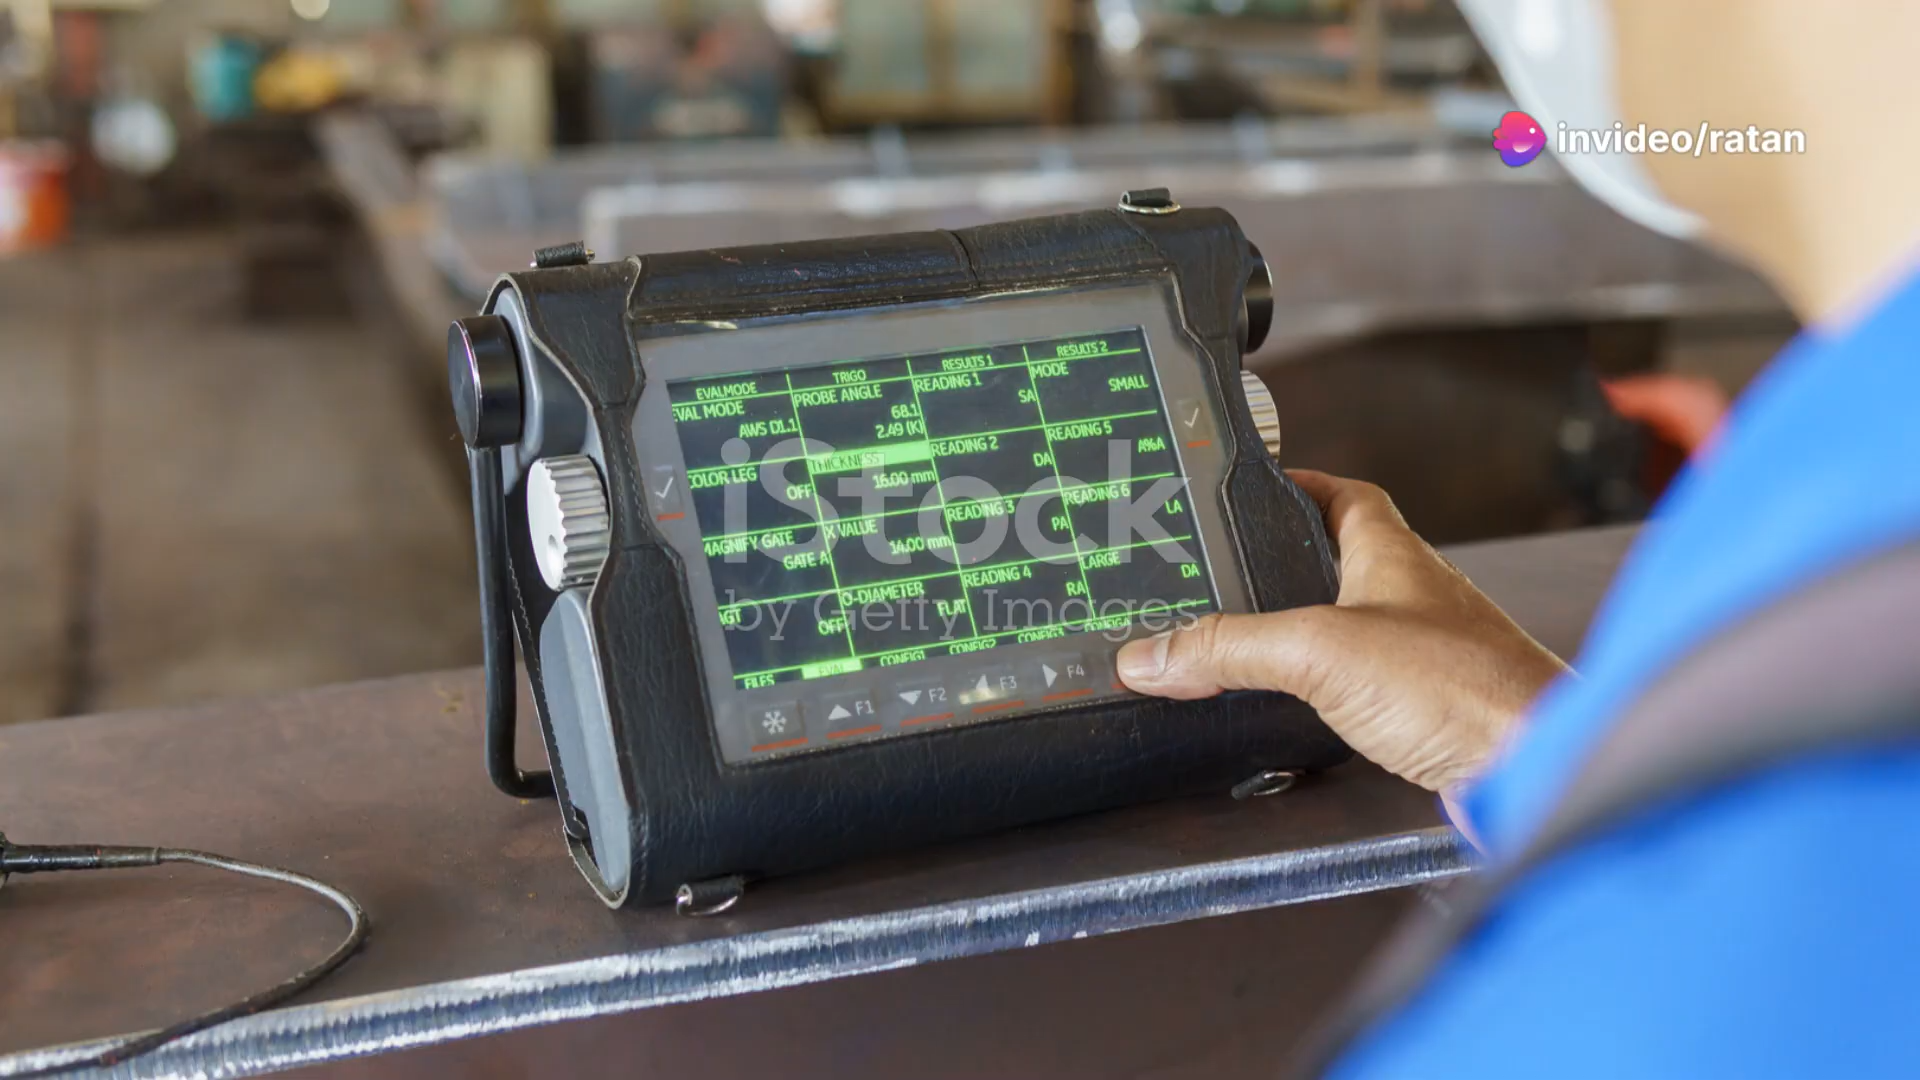 invideo/ratan
EVALMODE
TRIGO
RESULTS 1
RESULTS 2
EVAL MODE
AWS D1.1
PROBE ANGLE
68.1
2.49 (K)
READING 1
SA
MODE
SMALL
COLOR LEG
OFF
THICKNESS
16.00 mm
READING 2
DA
READING 5
A%A
MAGNIFY GATE
GATE A
X VALUE
14.00 mm
READING 3
PA
READING 6
LA
AGT
OFF
O-DIAMETER
FLAT
READING 4
RA
LARGE
DA
FILES
EVAL
CONFIG1
CONFIG2
CONFIG3
CONFIG4
F1
F2
F3
F4
iStock
by Getty Images